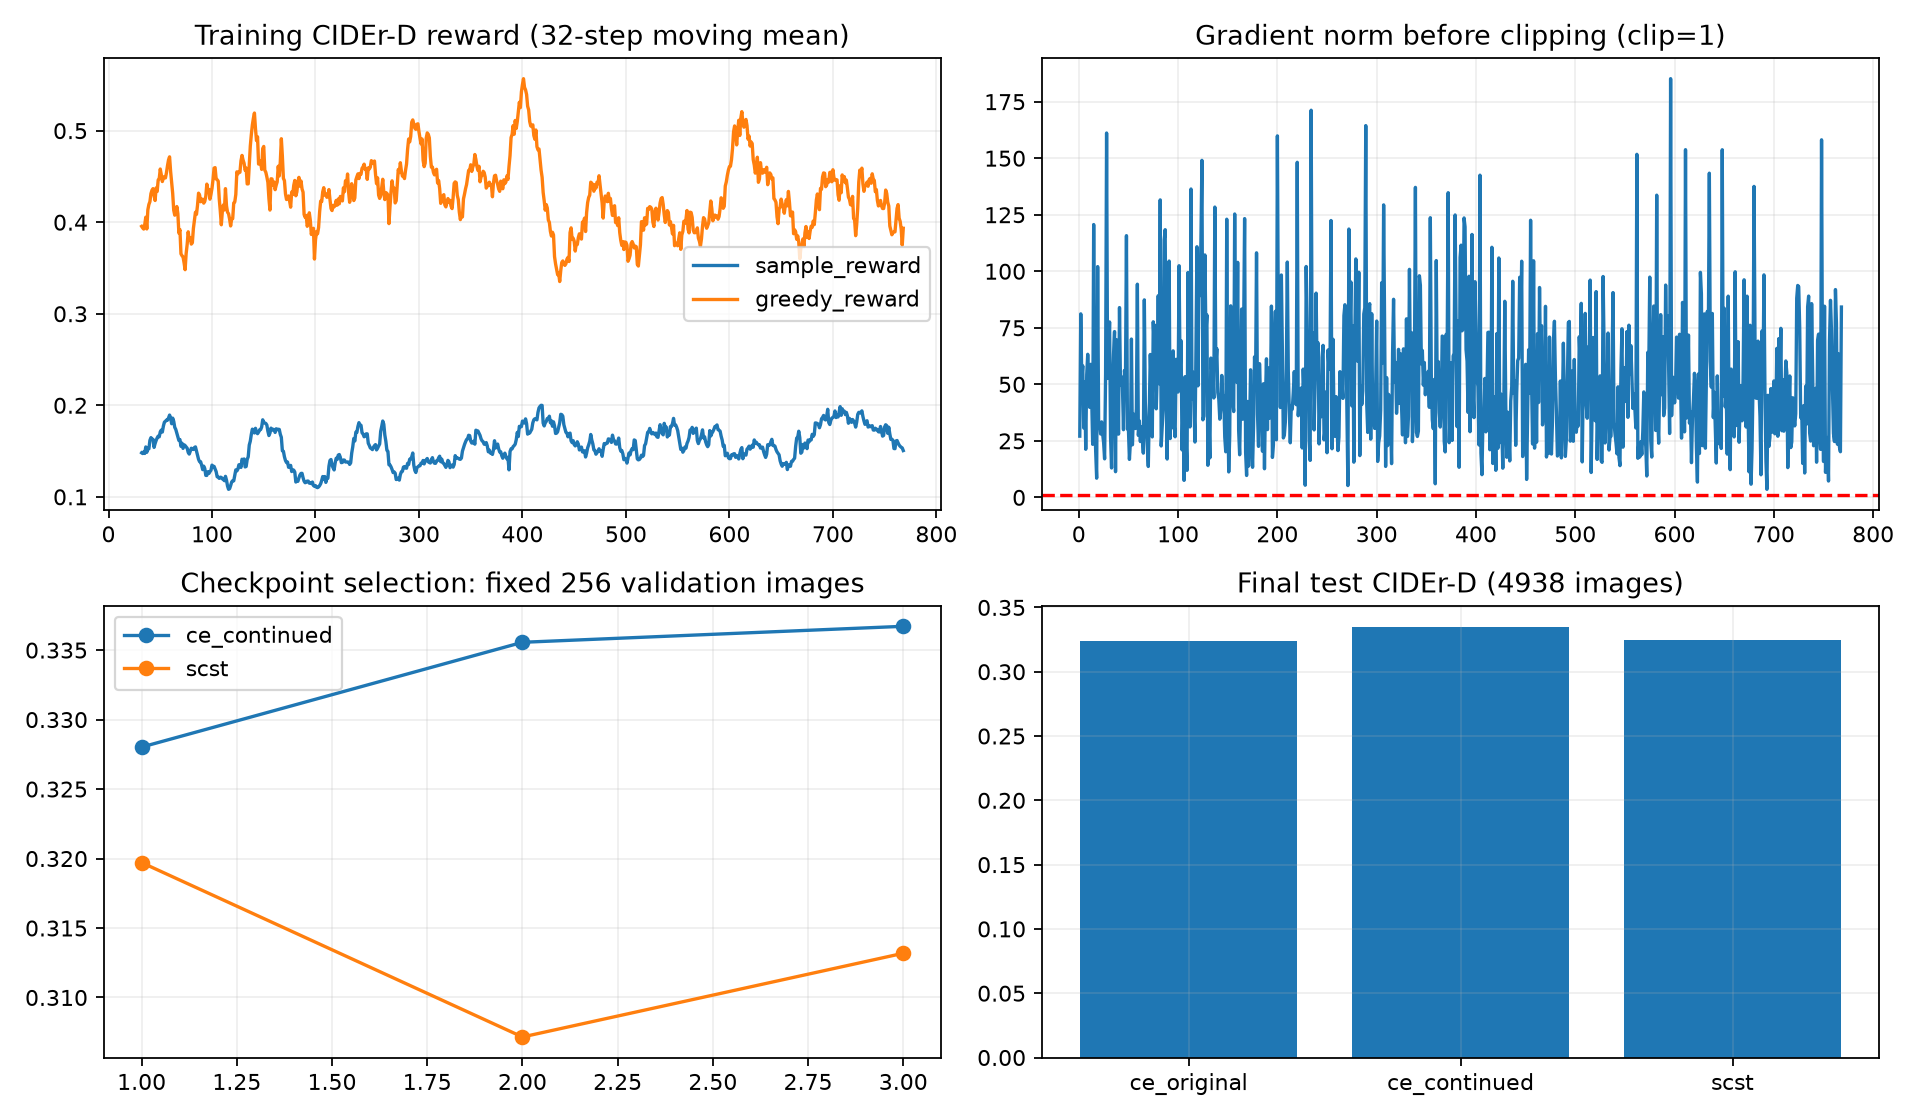 Training CIDEr-D reward (32-step moving mean)
0.5
0.4
0.3
0.2
0.1
sample_reward
greedy_reward
0 100 200 300 400 500 600 700 800
Gradient norm before clipping (clip=1)
175
150
125
100
75
50
25
0
0 100 200 300 400 500 600 700 800
Checkpoint selection: fixed 256 validation images
ce_continued
scst
0.335
0.330
0.325
0.320
0.315
0.310
1.00 1.25 1.50 1.75 2.00 2.25 2.50 2.75 3.00
Final test CIDEr-D (4938 images)
0.35
0.30
0.25
0.20
0.15
0.10
0.05
0.00
ce_original ce_continued scst